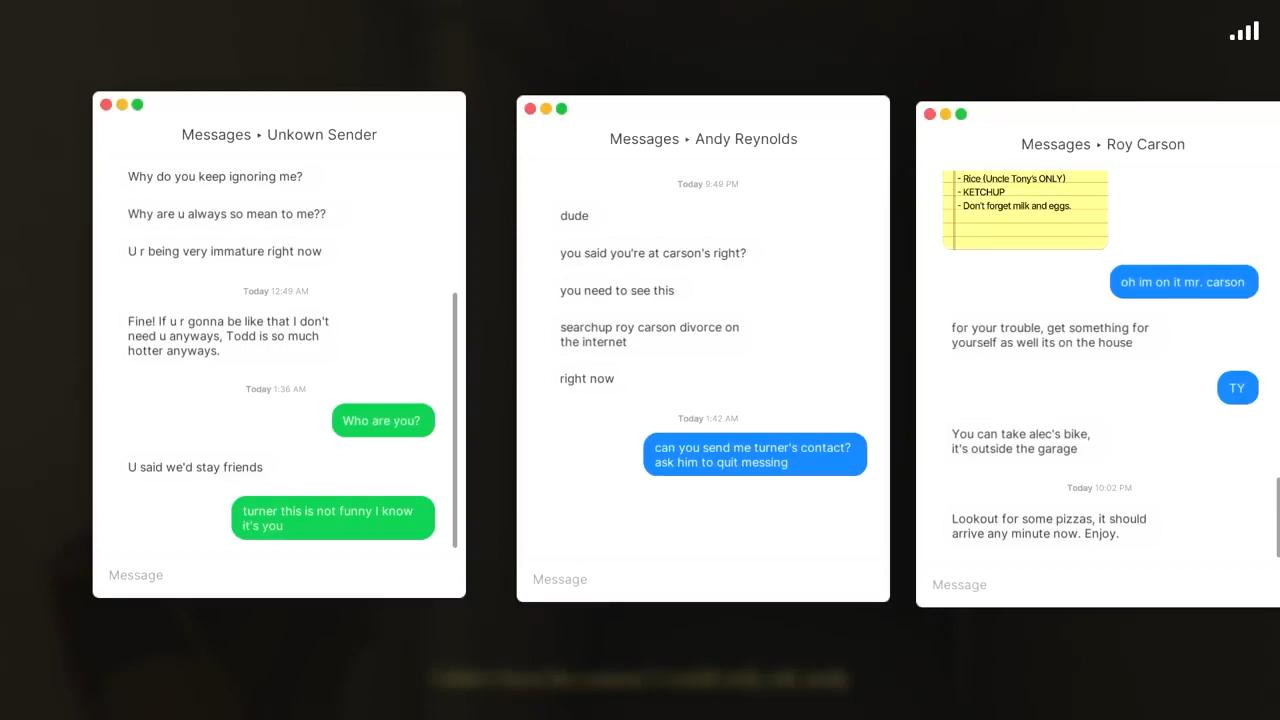 Messages ‣ Unkown Sender
Why do you keep ignoring me?
Why are u always so mean to me??
U r being very immature right now
Today 12:49 AM
Fine! If u r gonna be like that I don't
need u anyways, Todd is so much
hotter anyways.
Today 1:36 AM
Who are you?
U said we'd stay friends
turner this is not funny I know
it's you
Message
Messages ‣ Andy Reynolds
Today 9:49 PM
dude
you said you're at carson's right?
you need to see this
searchup roy carson divorce on
the internet
right now
Today 1:42 AM
can you send me turner's contact?
ask him to quit messing
Message
Messages ‣ Roy Carson
- Rice (Uncle Tony's ONLY)
- KETCHUP
- Don't forget milk and eggs.
oh im on it mr. carson
for your trouble, get something for
yourself as well its on the house
TY
You can take alec's bike,
it's outside the garage
Today 10:02 PM
Lookout for some pizzas, it should
arrive any minute now. Enjoy.
Message